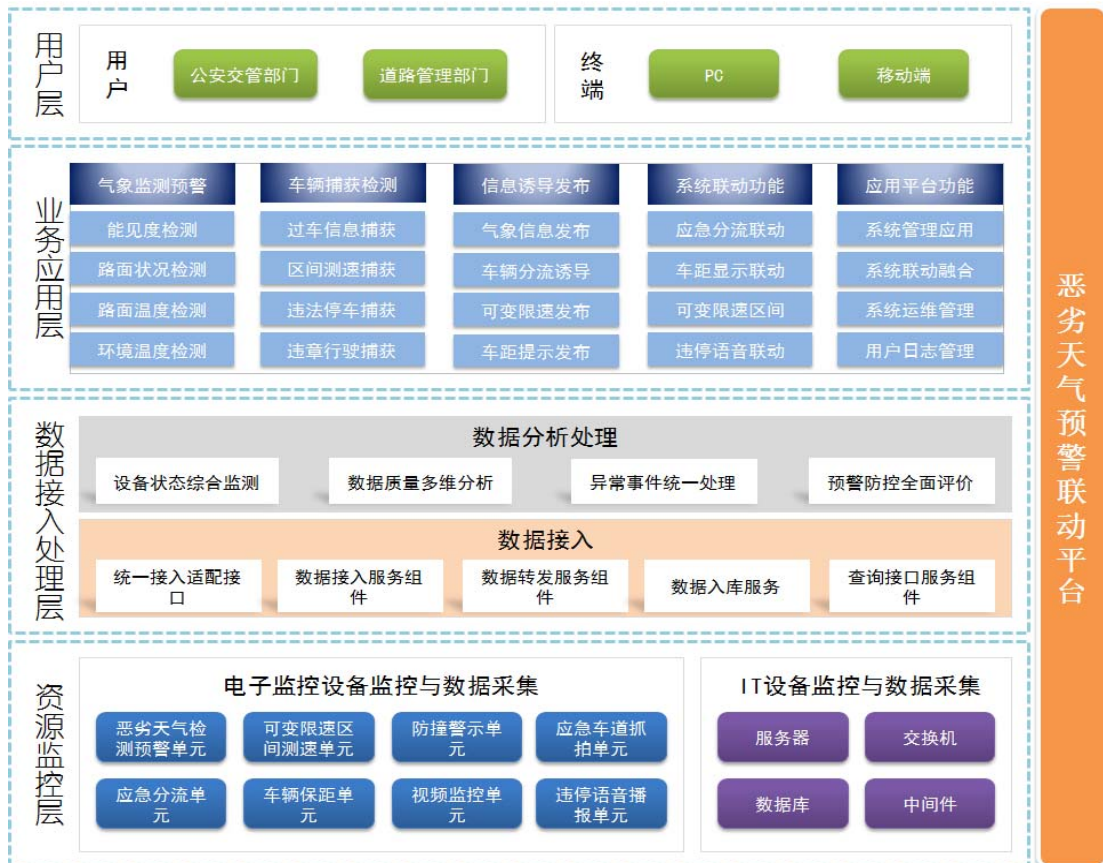 用户层
用户
公安交管部门
道路管理部门
终端
PC
移动端
业务应用层
气象监测预警
车辆捕获检测
信息诱导发布
系统联动功能
应用平台功能
能见度检测
过车信息捕获
气象信息发布
应急分流联动
系统管理应用
路面状况检测
区间测速捕获
车辆分流诱导
车距显示联动
系统联动融合
路面温度检测
违法停车捕获
可变限速发布
可变限速区间
系统运维管理
环境温度检测
违章行驶捕获
车距提示发布
违停语音联动
用户日志管理
数据接入处理层
数据分析处理
设备状态综合监测
数据质量多维分析
异常事件统一处理
预警防控全面评价
数据接入
统一接入适配接
口
数据接入服务组
件
数据转发服务组
件
数据入库服务
查询接口服务组
件
资源监控层
电子监控设备监控与数据采集
恶劣天气检
测预警单元
可变限速区
间测速单元
防撞警示单
元
应急车道抓
拍单元
应急分流单
元
车辆保距单
元
视频监控单
元
违停语音播
报单元
IT设备监控与数据采集
服务器
交换机
数据库
中间件
恶劣天气预警联动平台